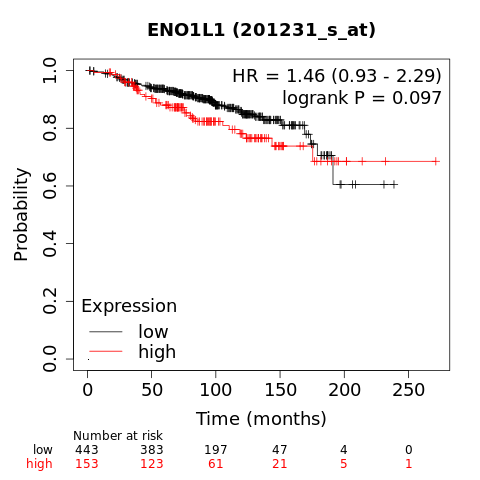 ENO1L1 (201231_s_at)
HR = 1.46 (0.93 - 2.29)
logrank P = 0.097
Probability
1.0
0.8
0.6
0.4
0.2
0.0
Expression
low
high
0 50 100 150 200 250
Time (months)
Number at risk
low 443 383 197 47 4 0
high 153 123 61 21 5 1